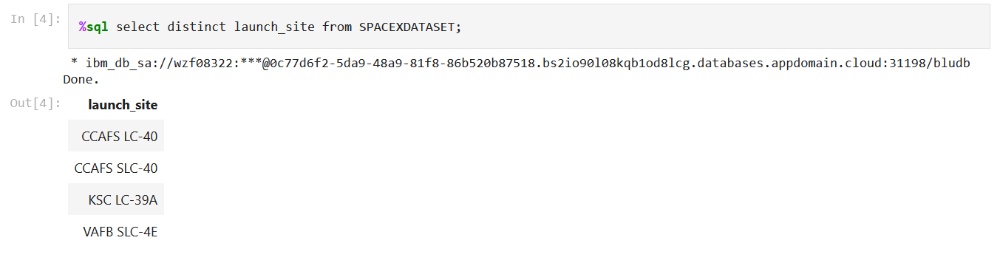 In [4]: %sql select distinct launch_site from SPACEXDATASET;
* ibm_db_sa://wzf08322:***@0c77d6f2-5da9-48a9-81f8-86b520b87518.bs2io90l08kqb1od8lcg.databases.appdomain.cloud:31198/bludb
Done.
Out[4]: launch_site
CCAFS LC-40
CCAFS SLC-40
KSC LC-39A
VAFB SLC-4E